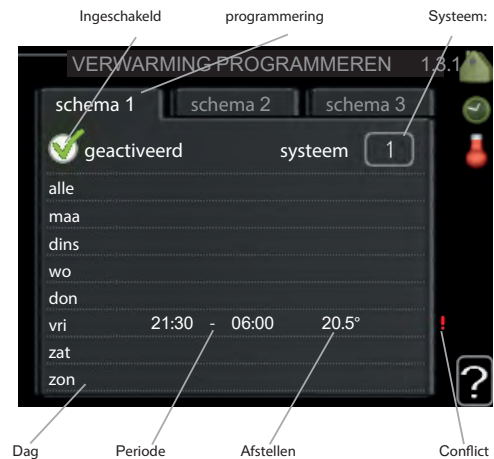 Ingeschakeld programmering Systeem:
VERWARMING PROGRAMMEREN 1.3.1
schema 1 schema 2 schema 3
geactiveerd systeem 1
alle
maa
dins
wo
don
vri 21:30 - 06:00 20.5° !
zat
zon ?
Dag Periode Afstellen Conflict